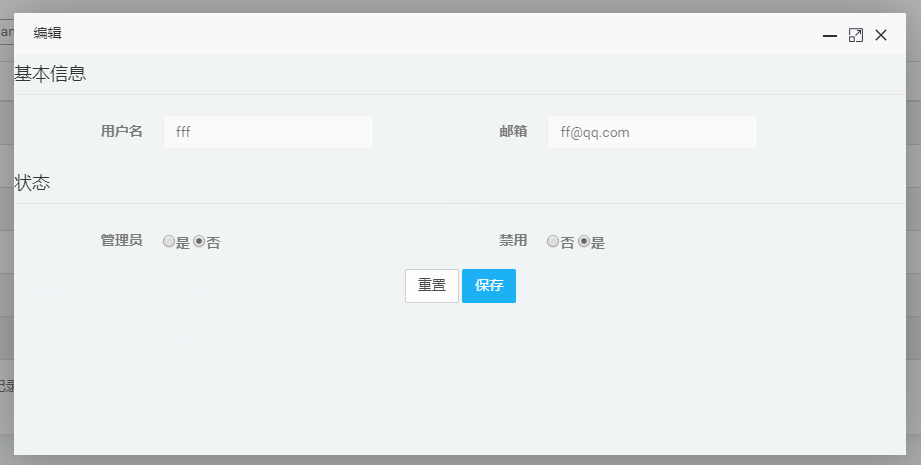 编辑
基本信息
用户名 fff 邮箱 ff@qq.com
状态
管理员 是 否 禁用 否 是
重置 保存